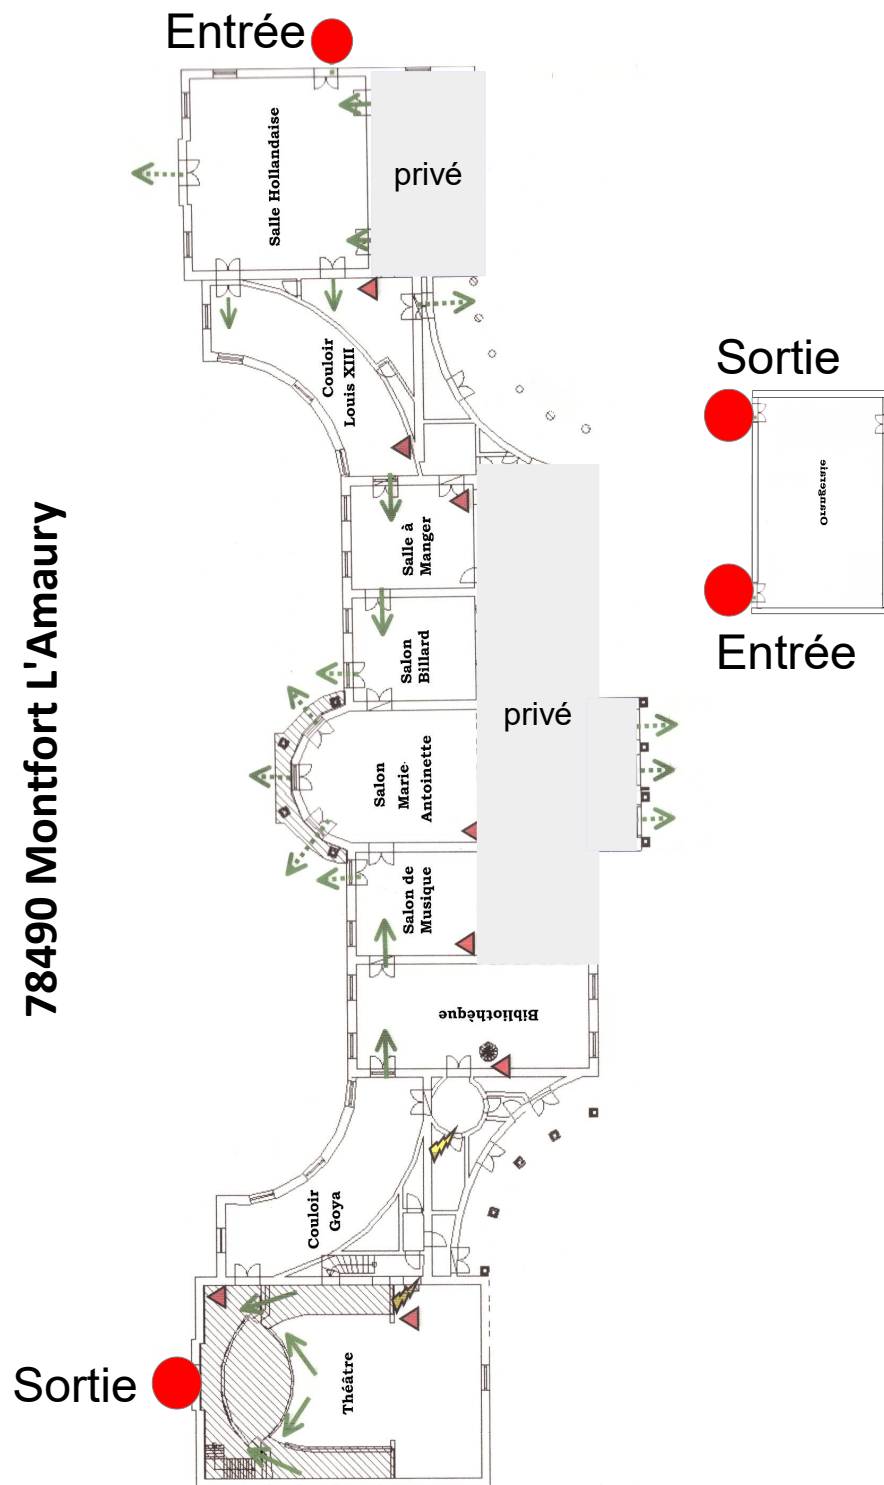 Entrée
Salle Hollandaise
privé
Couloir
Louis XIII
Sortie
Orangeraie
Entrée
78490 Montfort L'Amaury
Salle à
Manger
Salon
Billard
privé
Salon
Marie-
Antoinette
Salon de
Musique
Bibliothèque
Couloir
Goya
Théâtre
Sortie